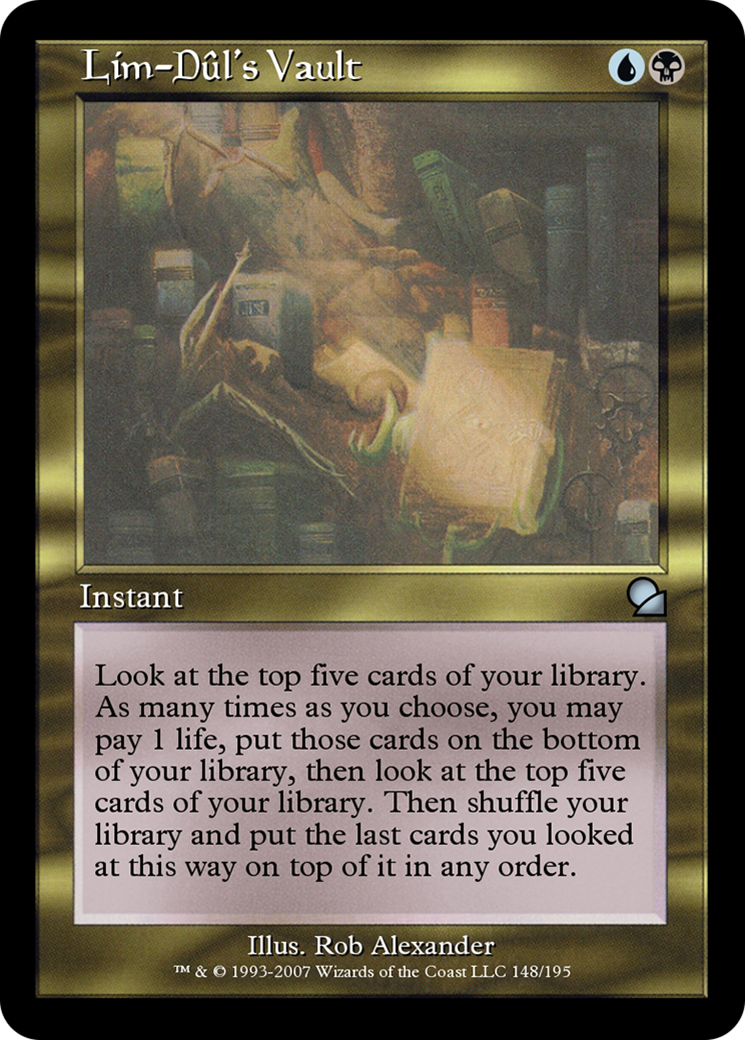 Lim-Dûl's Vault
Instant
Look at the top five cards of your library.
As many times as you choose, you may
pay 1 life, put those cards on the bottom
of your library, then look at the top five
cards of your library. Then shuffle your
library and put the last cards you looked
at this way on top of it in any order.
Illus. Rob Alexander
™ & © 1993-2007 Wizards of the Coast LLC 148/195